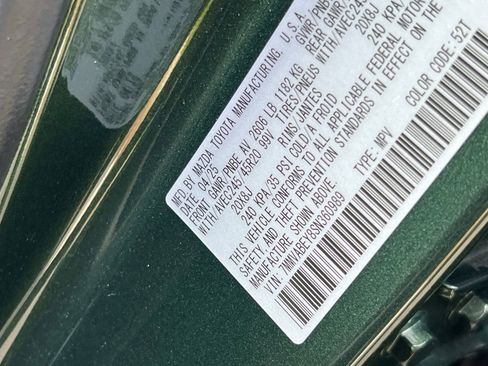 MFD BY MAZDA TOYOTA MANUFACTURING, U.S.A.
DATE: 04/25 GVWR/PNBV
FRONT GAWR/PNBE AV 2606 LB 1182 KG REAR GAWR/
WITH/AVEC245/45R20 99V TIRES/PNEUS WITH/AVEC245
20X8J RIMS/JANTES 20X8J
240 KPA/35 PSI COLD/A FROID 240 KPA/
THIS VEHICLE CONFORMS TO ALL APPLICABLE FEDERAL MOTOR
SAFETY, AND THEFT PREVENTION STANDARDS IN EFFECT
MANUFACTURE SHOWN ABOVE.
VIN: TYPE: MPV
COLOR CODE: 52T